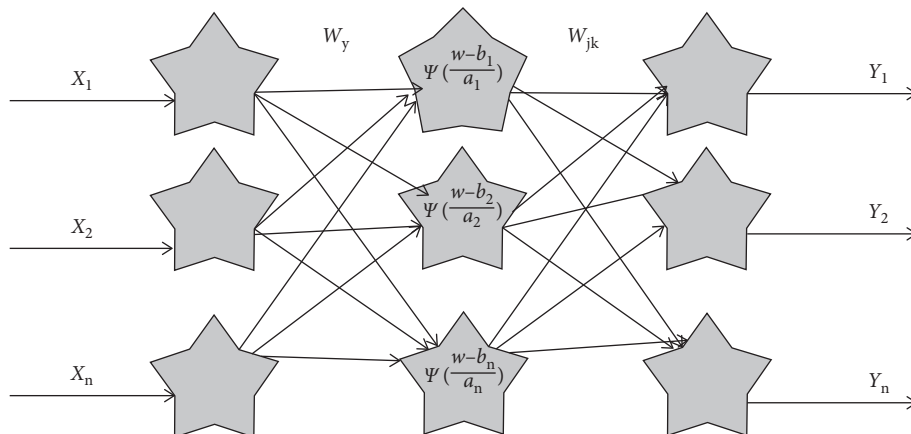 W_y W_jk
X_1 Ψ(w–b_1/a_1) Y_1
X_2 Ψ(w–b_2/a_2) Y_2
X_n Ψ(w–b_n/a_n) Y_n